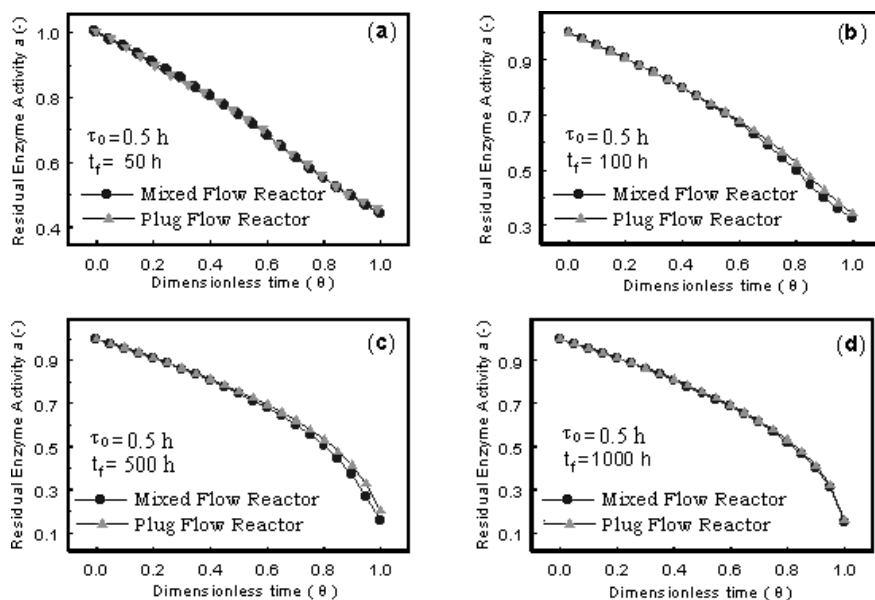 (a)
Residual Enzyme Activity a (-)
1.0
0.8
0.6
0.4
τ₀=0.5 h
t_f= 50 h
Mixed Flow Reactor
Plug Flow Reactor
0.0 0.2 0.4 0.6 0.8 1.0
Dimensionless time (θ)
(b)
Residual Enzyme Activity a (-)
0.9
0.7
0.5
0.3
τ₀=0.5 h
t_f= 100 h
Mixed Flow Reactor
Plug Flow Reactor
0.0 0.2 0.4 0.6 0.8 1.0
Dimensionless time (θ)
(c)
Residual Enzyme Activity a (-)
0.9
0.7
0.5
0.3
0.1
τ₀=0.5 h
t_f= 500 h
Mixed Flow Reactor
Plug Flow Reactor
0.0 0.2 0.4 0.6 0.8 1.0
Dimensionless time (θ)
(d)
Residual Enzyme Activity a (-)
0.9
0.7
0.5
0.3
0.1
τ₀=0.5 h
t_f=1000 h
Mixed Flow Reactor
Plug Flow Reactor
0.0 0.2 0.4 0.6 0.8 1.0
Dimensionless time (θ)